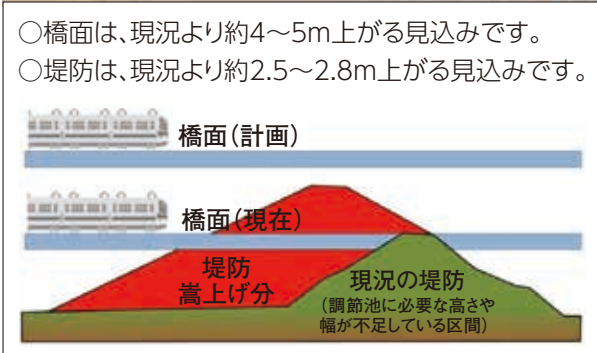 ○橋面は、現況より約4～5m上がる見込みです。
○堤防は、現況より約2.5～2.8m上がる見込みです。
橋面(計画)
橋面(現在)
堤防
嵩上げ分
現況の堤防
(調節池に必要な高さや
幅が不足している区間)